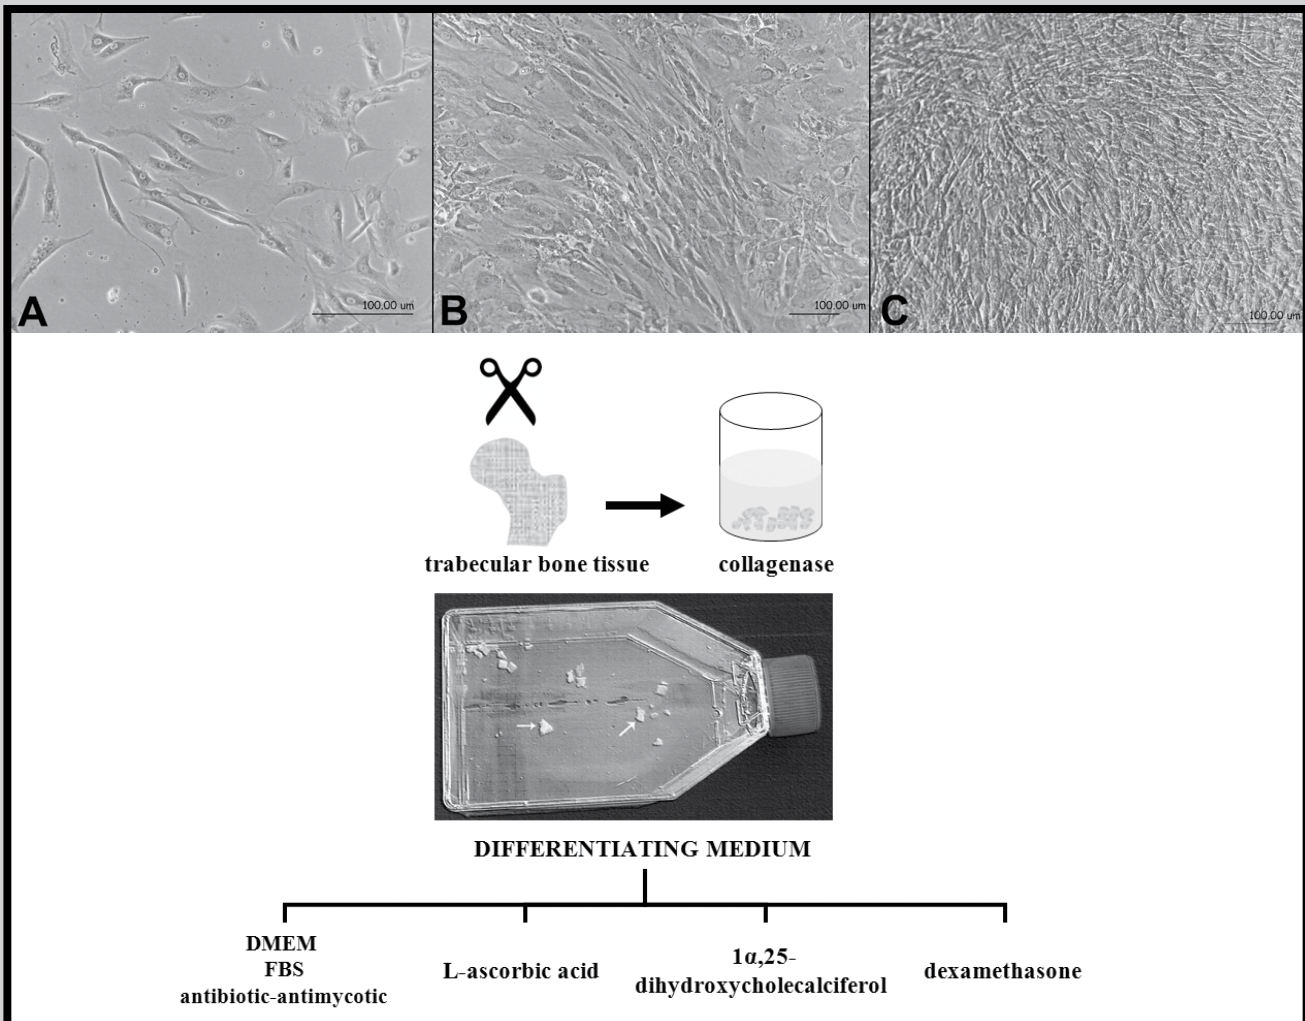 A
100.00 um
B
100.00 um
C
100.00 um
trabecular bone tissue
collagenase
DIFFERENTIATING MEDIUM
DMEM
FBS
antibiotic-antimycotic
L-ascorbic acid
1α,25-
dihydroxycholecalciferol
dexamethasone